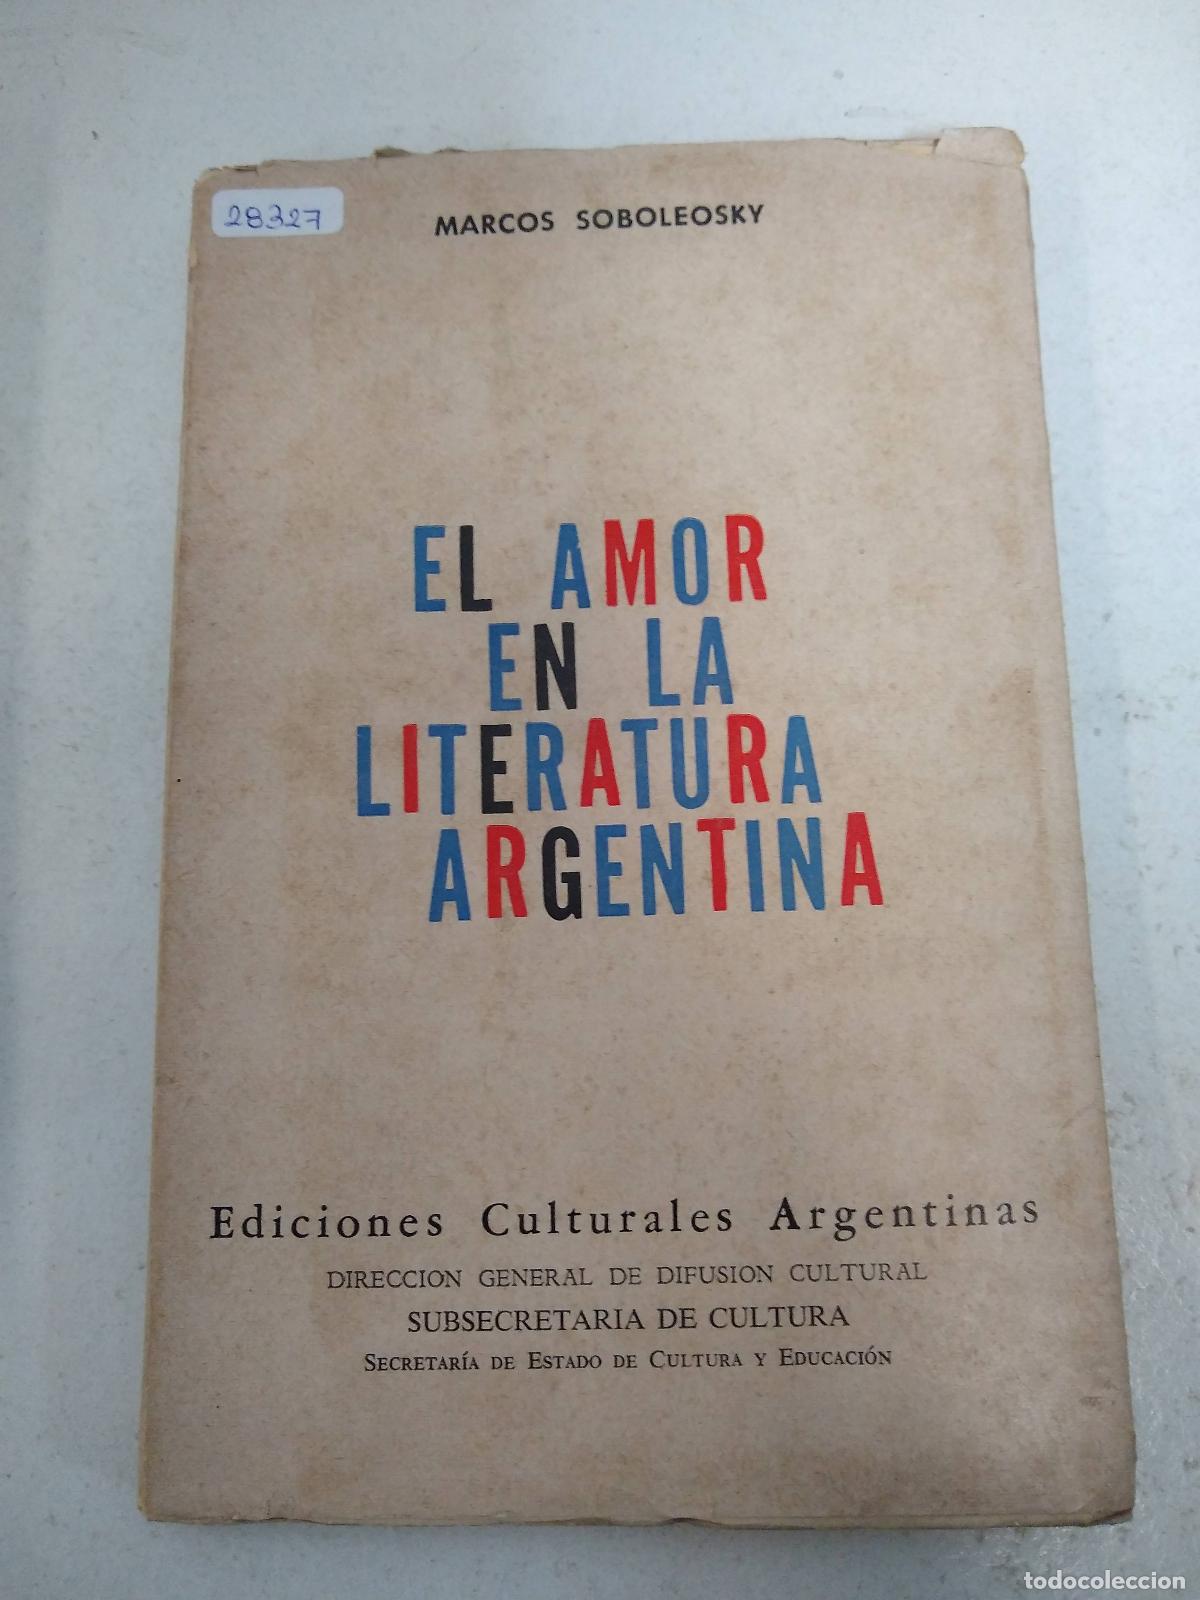 28327
MARCOS SOBOLEOSKY
EL AMOR
EN LA
LITERATURA
ARGENTINA
Ediciones Culturales Argentinas
DIRECCION GENERAL DE DIFUSION CULTURAL
SUBSECRETARIA DE CULTURA
SECRETARÍA DE ESTADO DE CULTURA Y EDUCACIÓN
todocoleccion